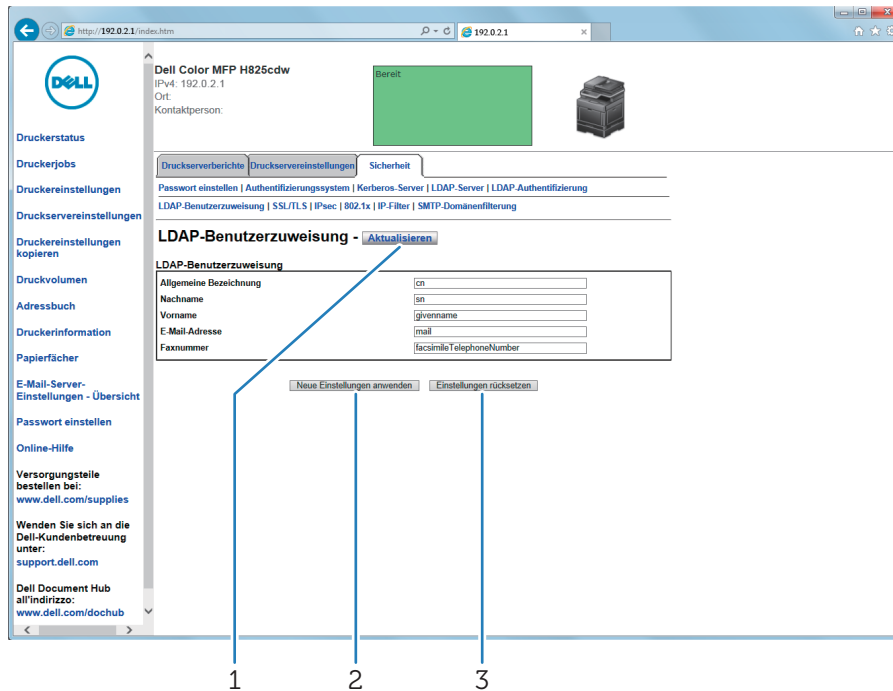 http://192.0.2.1/index.htm
192.0.2.1
DELL
Dell Color MFP H825cdw
IPv4: 192.0.2.1
Ort:
Kontaktperson:
Bereit
Druckerstatus
Druckerjobs
Druckereinstellungen
Druckservereinstellungen
Druckereinstellungen
kopieren
Druckvolumen
Adressbuch
Druckerinformation
Papierfächer
E-Mail-Server-
Einstellungen - Übersicht
Passwort einstellen
Online-Hilfe
Versorgungsteile
bestellen bei:
www.dell.com/supplies
Wenden Sie sich an die
Dell-Kundenbetreuung
unter:
support.dell.com
Dell Document Hub
all'indirizzo:
www.dell.com/dochub
Druckserverberichte Druckservereinstellungen Sicherheit
Passwort einstellen | Authentifizierungssystem | Kerberos-Server | LDAP-Server | LDAP-Authentifizierung
LDAP-Benutzerzuweisung | SSL/TLS | IPsec | 802.1x | IP-Filter | SMTP-Domänenfilterung
LDAP-Benutzerzuweisung - Aktualisieren
LDAP-Benutzerzuweisung
Allgemeine Bezeichnung cn
Nachname sn
Vorname givenname
E-Mail-Adresse mail
Faxnummer facsimileTelephoneNumber
Neue Einstellungen anwenden Einstellungen rücksetzen
1 2 3